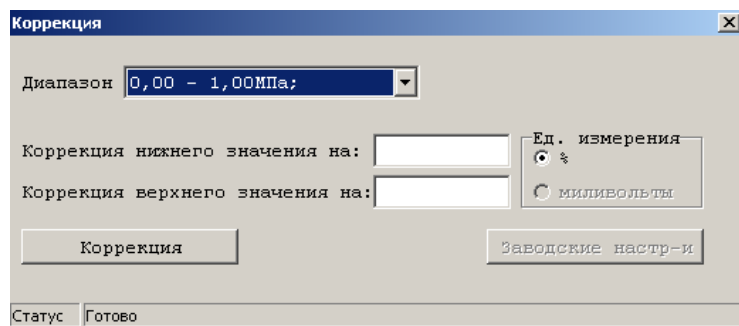 Коррекция
Диапазон 0,00 - 1,00МПа;
Ед. измерения
Коррекция нижнего значения на:
%
Коррекция верхнего значения на:
миливольты
Коррекция
Заводские настр-и
Статус Готово